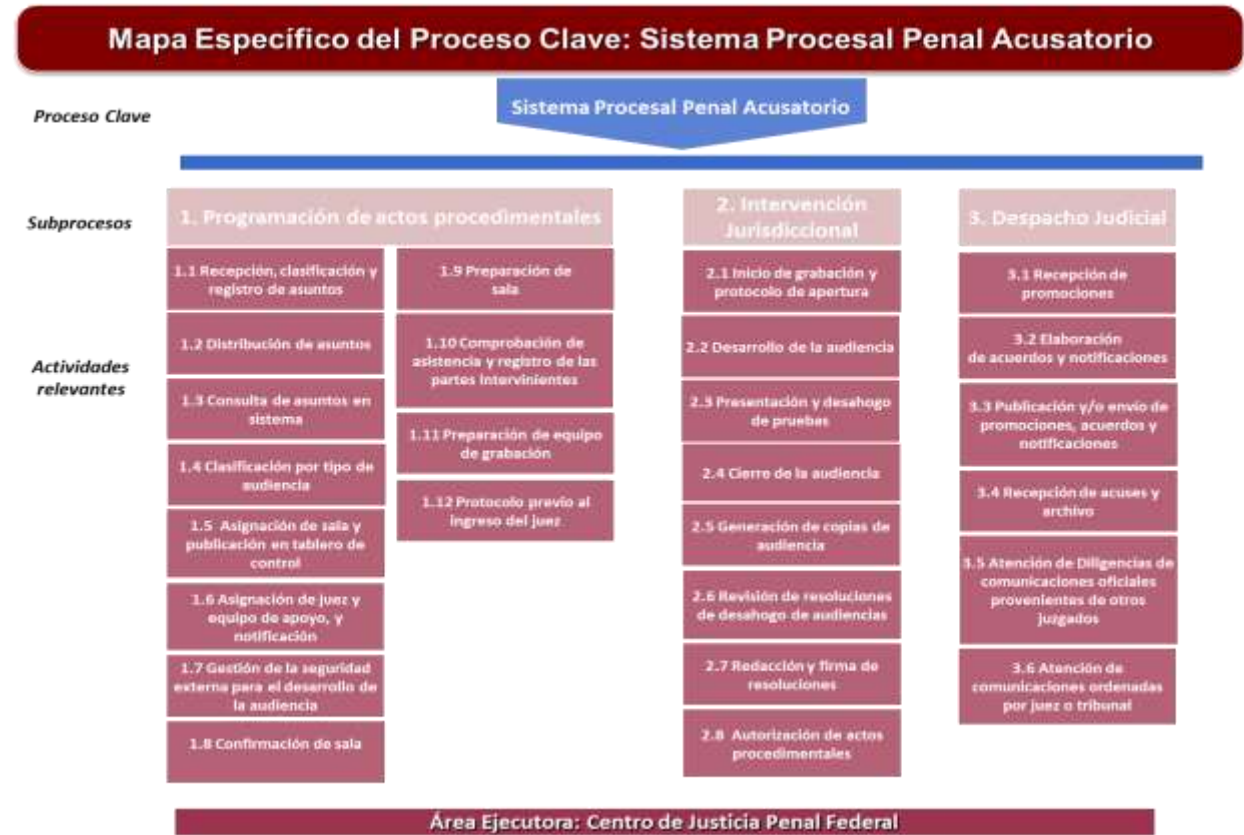 Mapa Específico del Proceso Clave: Sistema Procesal Penal Acusatorio
Proceso Clave
Sistema Procesal Penal Acusatorio
Subprocesos
1. Programación de actos procedimentales
2. Intervención
Jurisdiccional
3. Despacho Judicial
Actividades
relevantes
1.1 Recepción, clasificación y
registro de asuntos
1.2 Distribución de asuntos
1.3 Consulta de asuntos en
sistema
1.4 Clasificación por tipo de
audiencia
1.5 Asignación de sala y
publicación en tablero de
control
1.6 Asignación de juez y
equipo de apoyo, y
notificación
1.7 Gestión de la seguridad
externa para el desarrollo de
la audiencia
1.8 Confirmación de sala
1.9 Preparación de
sala
1.10 Comprobación de
asistencia y registro de las
partes Intervinientes
1.11 Preparación de equipo
de grabación
1.12 Protocolo previo al
ingreso del juez
2.1 Inicio de grabación y
protocolo de apertura
2.2 Desarrollo de la audiencia
2.3 Presentación y desahogo
de pruebas
2.4 Cierre de la audiencia
2.5 Generación de copias de
audiencia
2.6 Revisión de resoluciones
de desahogo de audiencias
2.7 Redacción y firma de
resoluciones
2.8 Autorización de actos
procedimentales
3.1 Recepción de
promociones
3.2 Elaboración
de acuerdos y notificaciones
3.3 Publicación y/o envío de
promociones, acuerdos y
notificaciones
3.4 Recepción de acuses y
archivo
3.5 Atención de Diligencias de
comunicaciones oficiales
provenientes de otros
juzgados
3.6 Atención de
comunicaciones ordenadas
por juez o tribunal
Área Ejecutora: Centro de Justicia Penal Federal